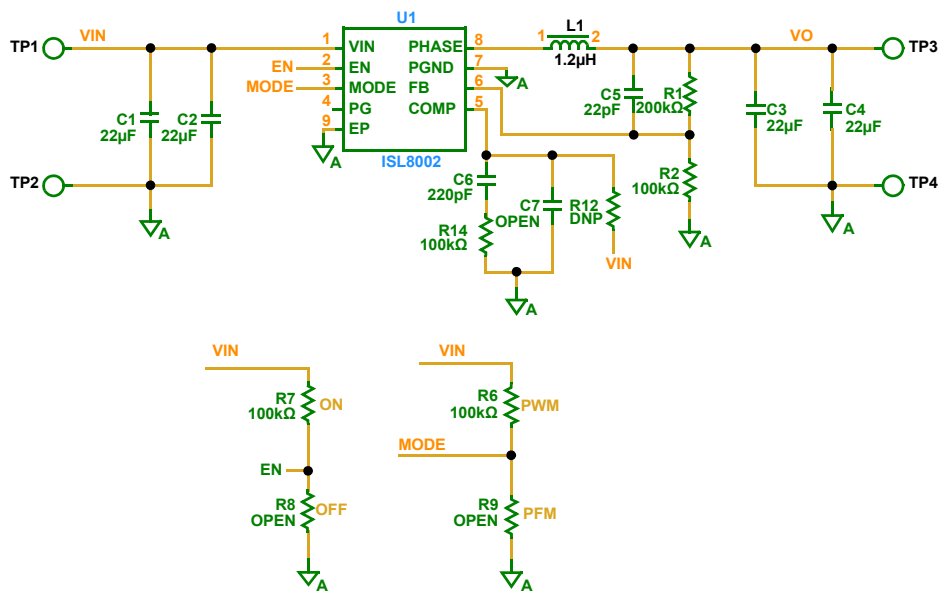 U1
TP1
VIN
1
VIN
PHASE
8
1
L1
2
VO
TP3
EN
2
EN
PGND
7
1.2µH
A
MODE
3
MODE
FB
6
4
PG
COMP
5
9
EP
A
ISL8002
C1
22µF
C2
22µF
C5
22pF
R1
200kΩ
C3
22µF
C4
22µF
TP2
A
C6
220pF
C7
OPEN
R12
DNP
R2
100kΩ
TP4
R14
100kΩ
VIN
A
A
A
VIN
VIN
R7
100kΩ
ON
R6
100kΩ
PWM
EN
MODE
R8
OPEN
OFF
R9
OPEN
PFM
A
A